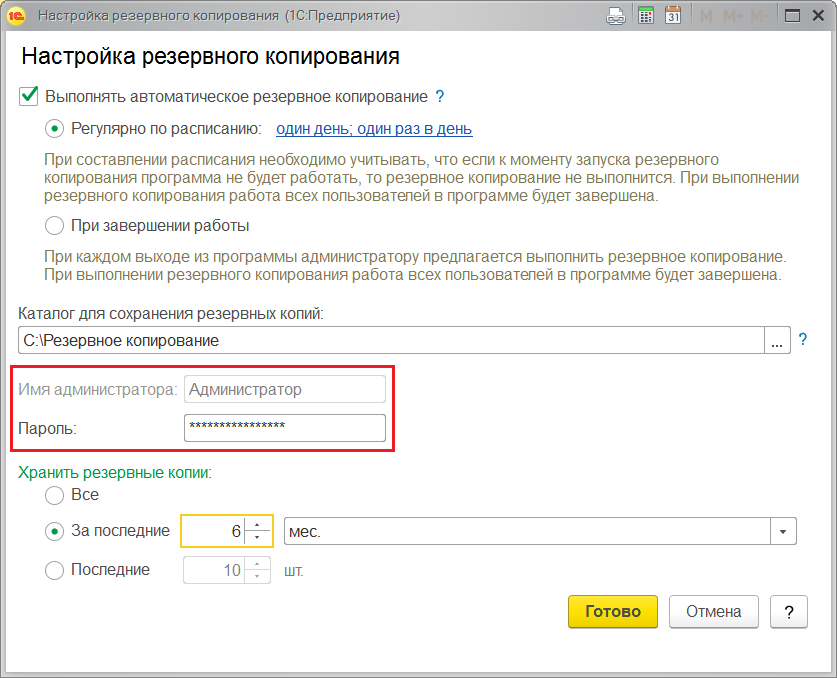 1С Настройка резервного копирования (1С:Предприятие) 31 M M+ M-
Настройка резервного копирования
Выполнять автоматическое резервное копирование ?
Регулярно по расписанию: один день; один раз в день
При составлении расписания необходимо учитывать, что если к моменту запуска резервного
копирования программа не будет работать, то резервное копирование не выполнится. При выполнении
резервного копирования работа всех пользователей в программе будет завершена.
При завершении работы
При каждом выходе из программы администратору предлагается выполнить резервное копирование.
При выполнении резервного копирования работа всех пользователей в программе будет завершена.
Каталог для сохранения резервных копий:
C:\Резервное копирование ... ?
Имя администратора: Администратор
Пароль: ****************
Хранить резервные копии:
Все
За последние 6 мес.
Последние 10 шт.
Готово Отмена ?